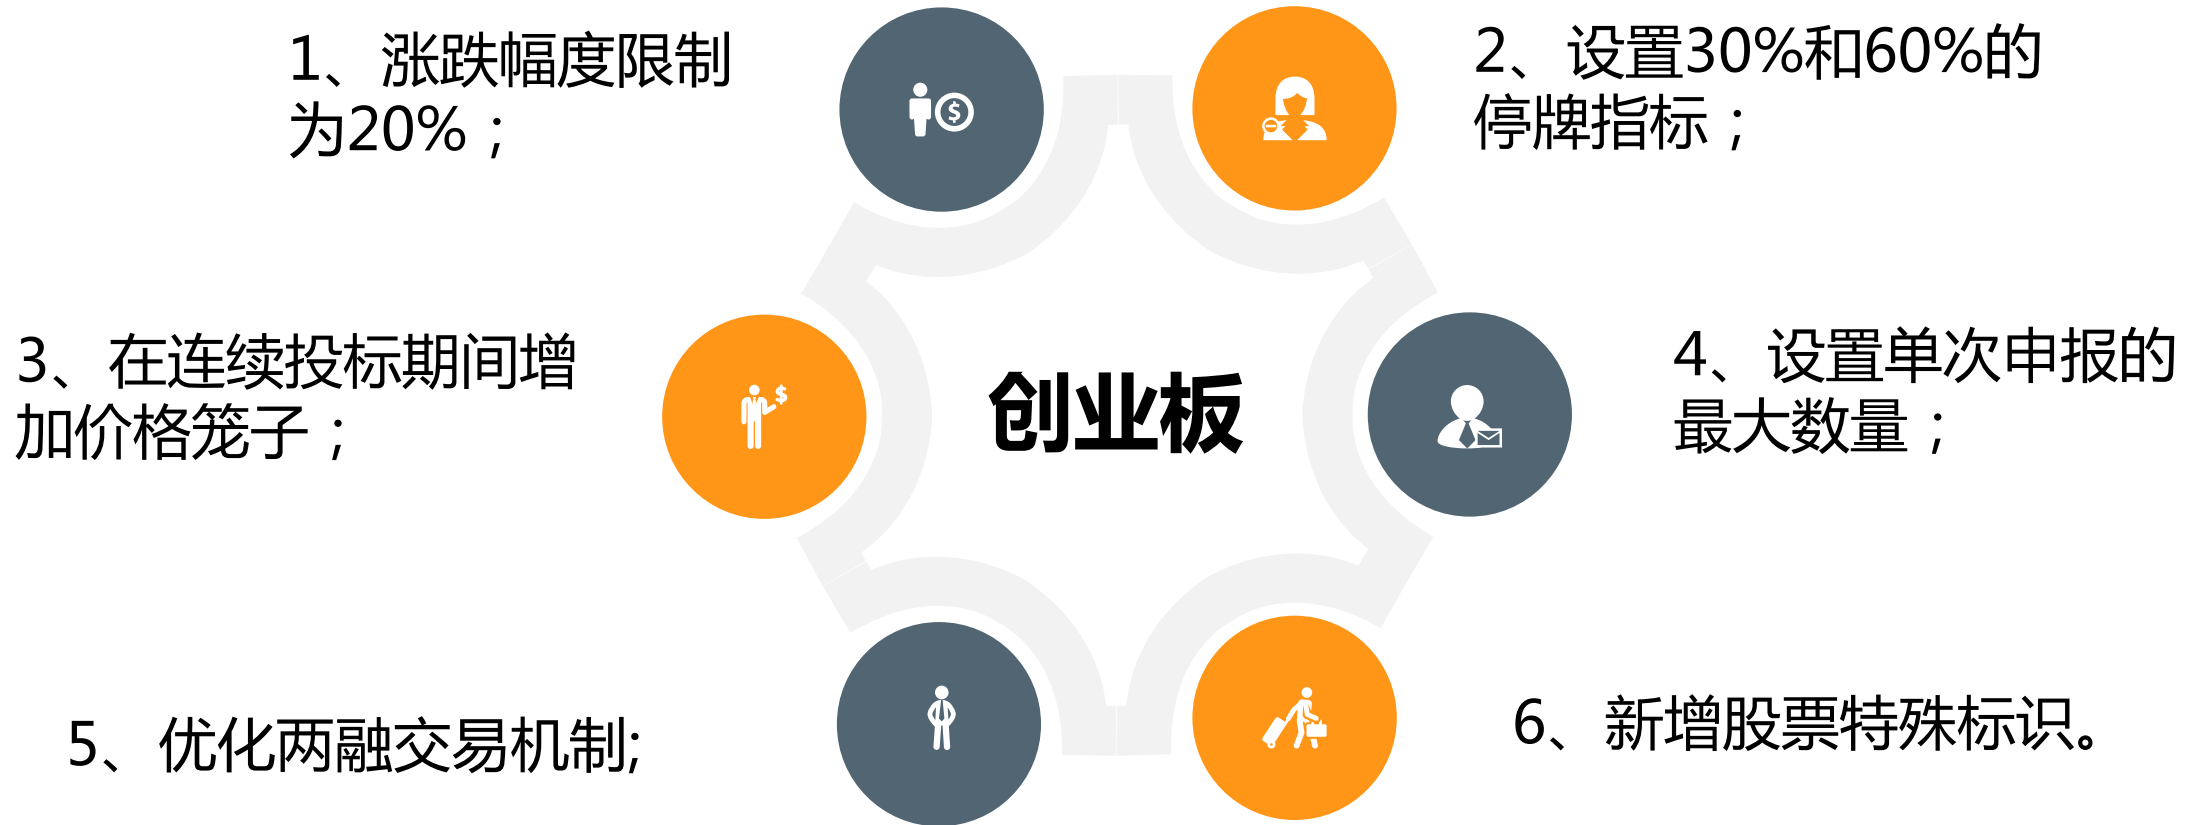 1、涨跌幅度限制
为20%；
2、设置30%和60%的
停牌指标；
3、在连续投标期间增
加价格笼子；
创业板
4、设置单次申报的
最大数量；
5、优化两融交易机制;
6、新增股票特殊标识。